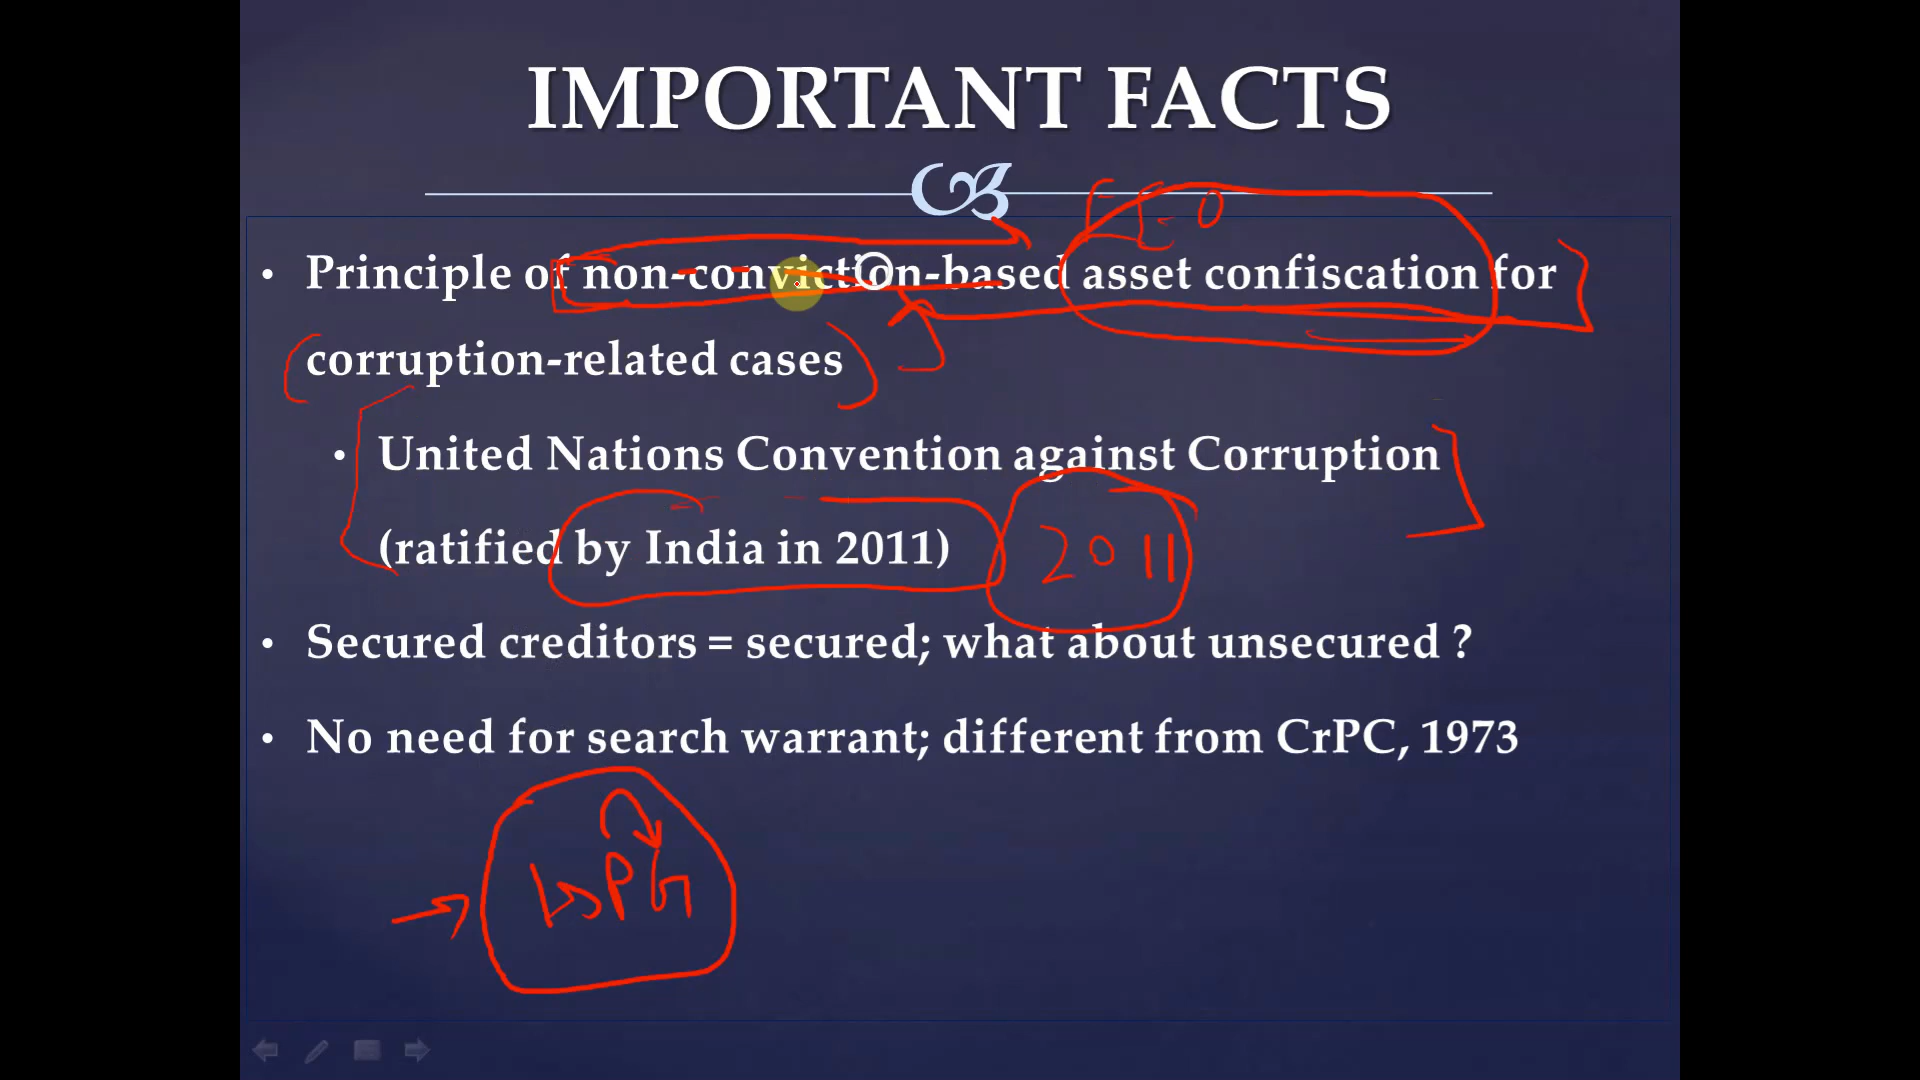 IMPORTANT FACTS
• Principle of non-conviction-based asset confiscation for
corruption-related cases
• United Nations Convention against Corruption
(ratified by India in 2011)
2011
• Secured creditors = secured; what about unsecured ?
• No need for search warrant; different from CrPC, 1973